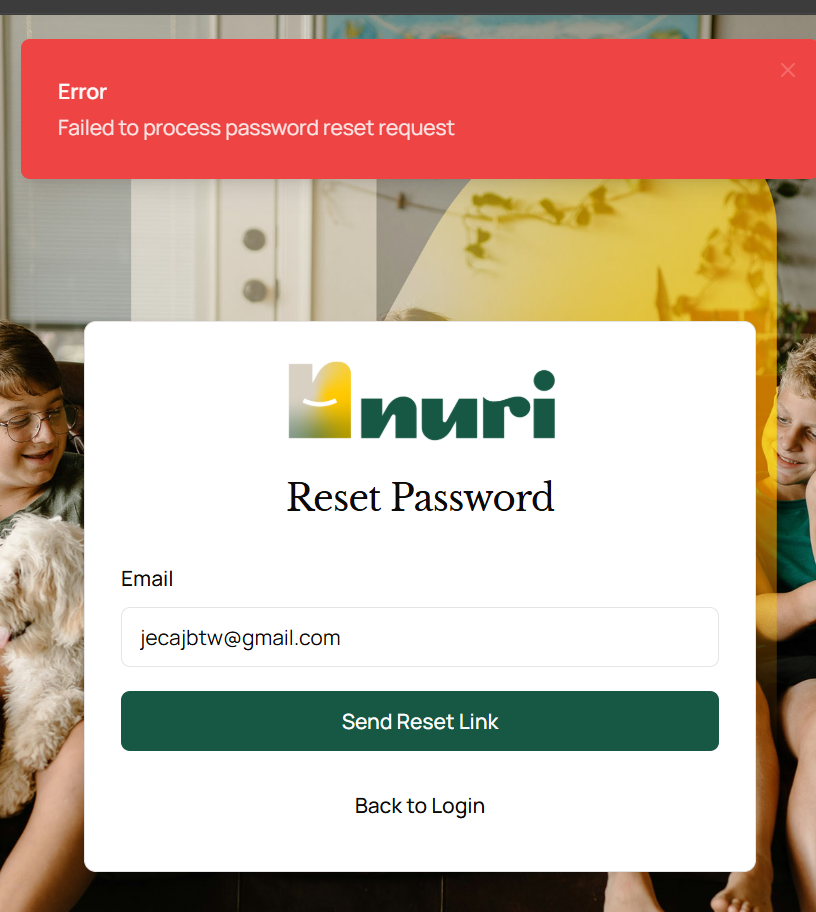 Error
Failed to process password reset request
nuri
Reset Password
Email
jecajbtw@gmail.com
Send Reset Link
Back to Login